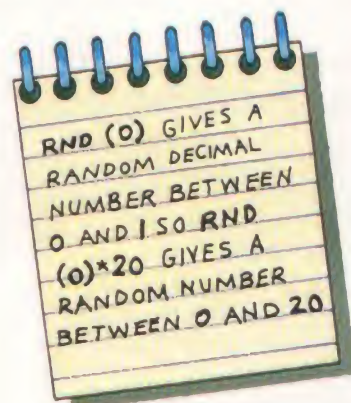 RND (0) GIVES A
RANDOM DECIMAL
NUMBER BETWEEN
0 AND 1 SO RND
(0)*20 GIVES A
RANDOM NUMBER
BETWEEN 0 AND 20